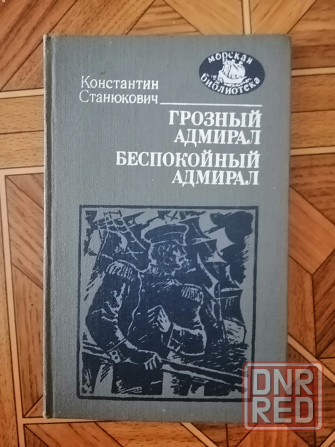 морская
библиотека
Константин
Станюкович
ГРОЗНЫЙ
АДМИРАЛ
БЕСПОКОЙНЫЙ
АДМИРАЛ
DNR
RED